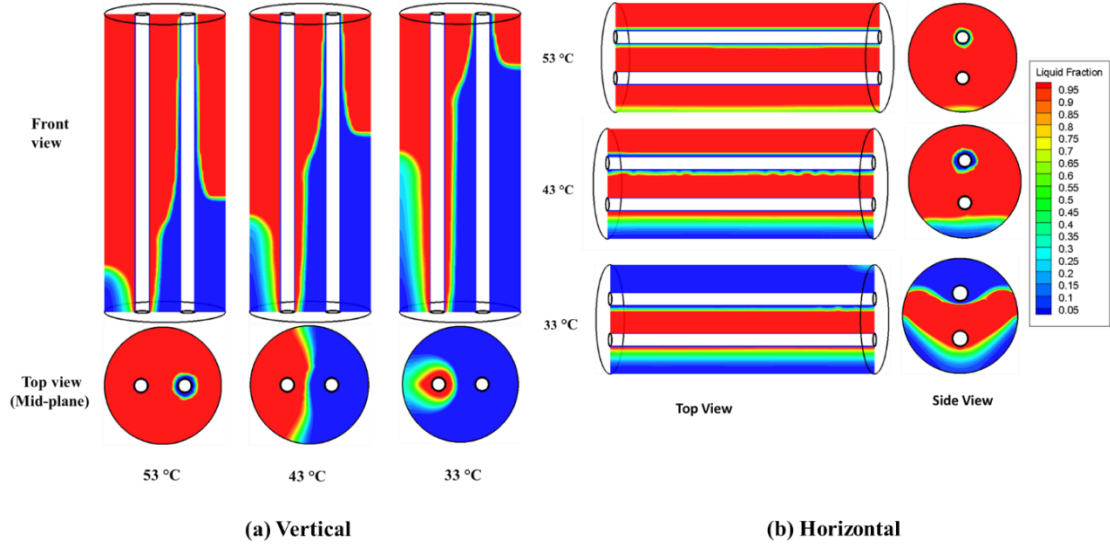 Front
view
Top view
(Mid-plane)
53 °C
43 °C
33 °C
(a) Vertical
53 °C
43 °C
33 °C
Top View
Side View
(b) Horizontal
Liquid Fraction
0.95
0.9
0.85
0.8
0.75
0.7
0.65
0.6
0.55
0.5
0.45
0.4
0.35
0.3
0.25
0.2
0.15
0.1
0.05